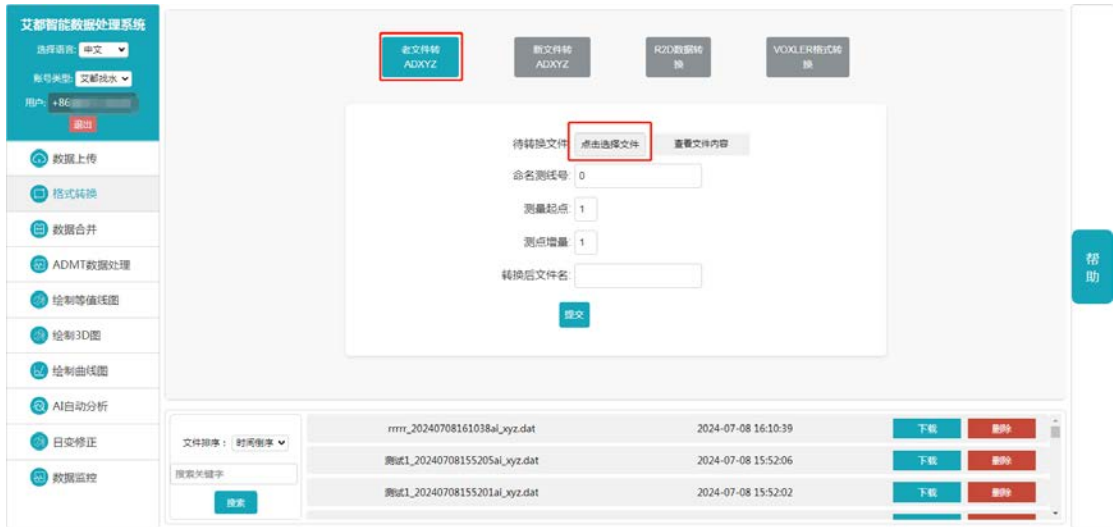 艾都智能数据处理系统
选择语言: 中文
账号类型: 艾都找水
用户: +86
退出
数据上传
格式转换
数据合并
ADMT数据处理
绘制等值线图
绘制3D图
绘制曲线图
AI自动分析
日变修正
数据监控
老文件转
ADXYZ
新文件转
ADXYZ
R2D数据转
换
VOXLER格式转
换
待转换文件 点击选择文件 查看文件内容
命名测线号: 0
测量起点: 1
测点增量: 1
转换后文件名:
提交
帮
助
文件排序: 时间倒序
搜索关键字
搜索
rrrrr_20240708161038ai_xyz.dat 2024-07-08 16:10:39 下载 删除
测试1_20240708155205ai_xyz.dat 2024-07-08 15:52:06 下载 删除
测试1_20240708155201ai_xyz.dat 2024-07-08 15:52:02 下载 删除